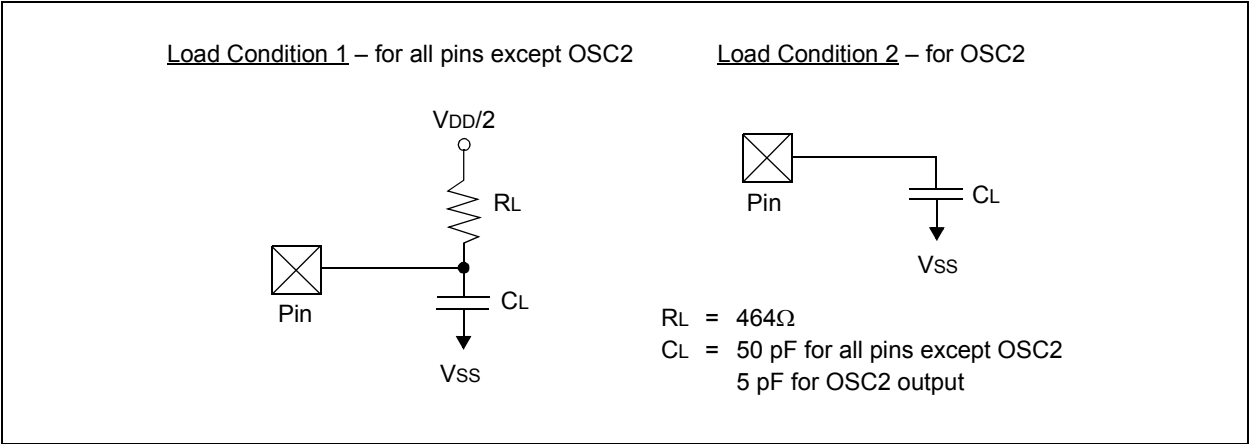 Load Condition 1 – for all pins except OSC2
VDD/2
RL
Pin
CL
VSS
Load Condition 2 – for OSC2
Pin
CL
VSS
RL = 464Ω
CL = 50 pF for all pins except OSC2
5 pF for OSC2 output